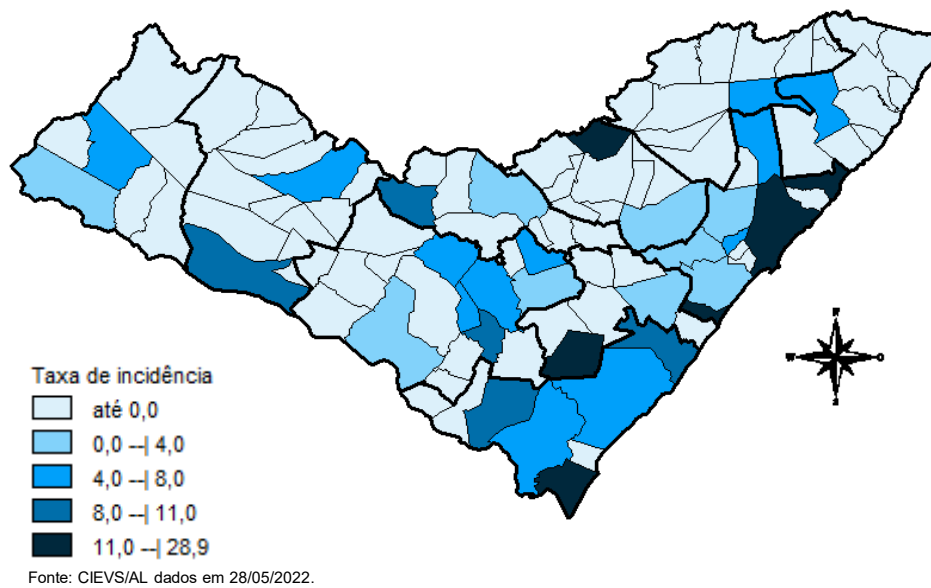 Taxa de incidência
até 0,0
0,0 --| 4,0
4,0 --| 8,0
8,0 --| 11,0
11,0 --| 28,9
Fonte: CIEVS/AL dados em 28/05/2022.